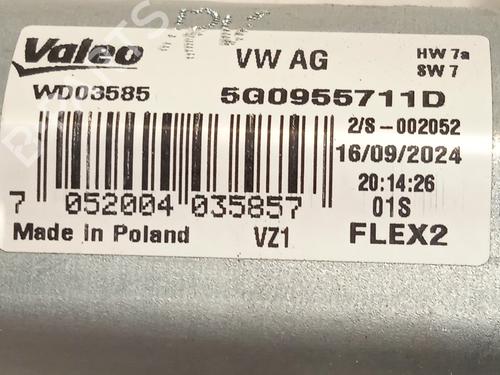 Valeo VW AG HW 7a
SW 7
WD03585 5G0955711D
2/S-002052
16/09/2024
20:14:26
7 052004 035857 01S
Made in Poland VZ1 FLEX2